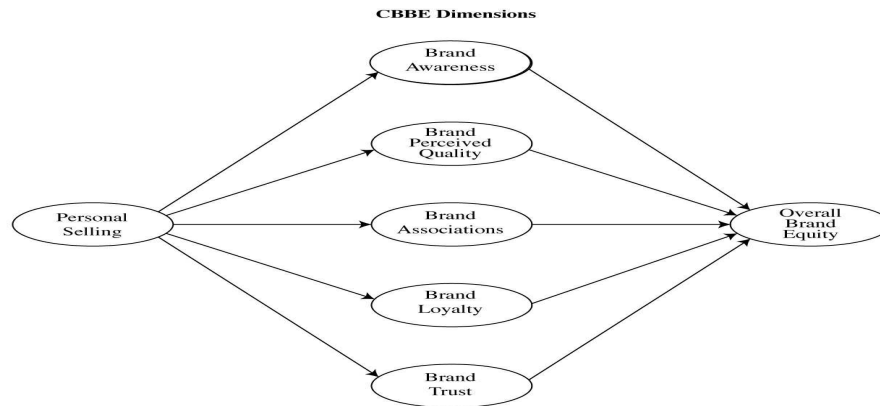 CBBE Dimensions
Brand
Awareness
Brand
Perceived
Quality
Personal
Selling
Brand
Associations
Overall
Brand
Equity
Brand
Loyalty
Brand
Trust